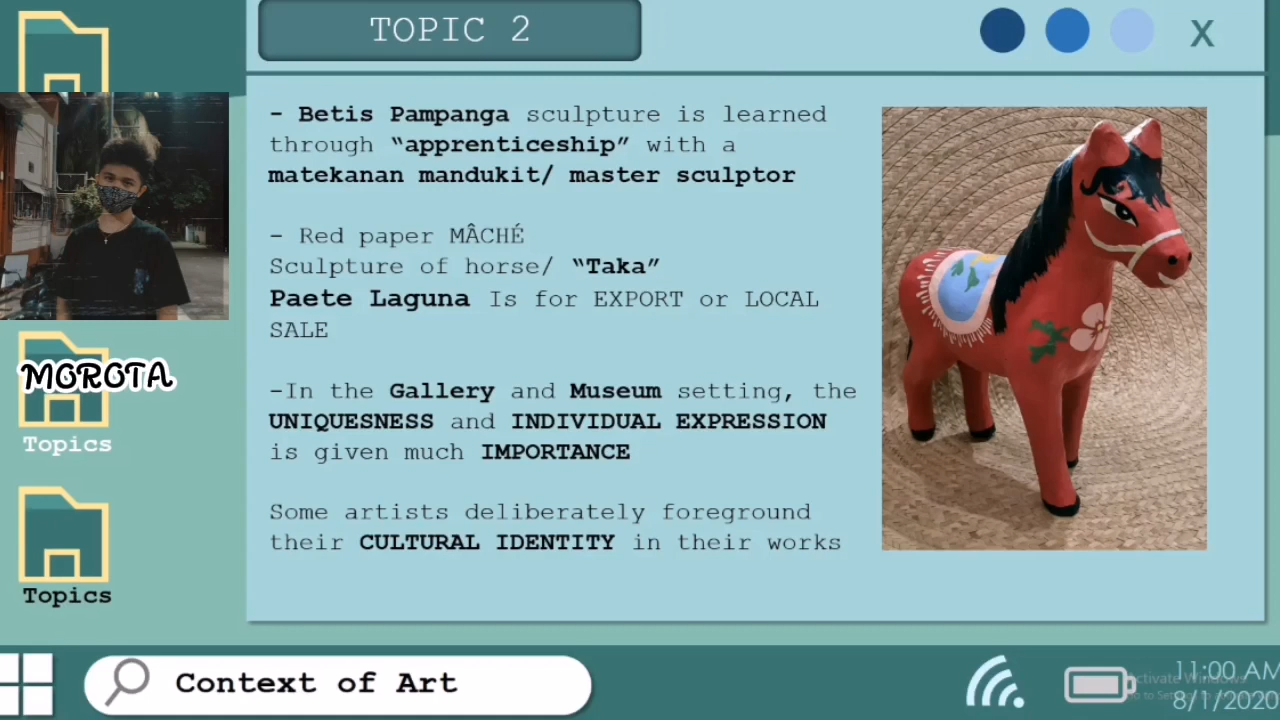 TOPIC 2
X
- Betis Pampanga sculpture is learned
through “apprenticeship” with a
matekanan mandukit/ master sculptor
- Red paper MÂCHÉ
Sculpture of horse/ “Taka”
Paete Laguna Is for EXPORT or LOCAL
SALE
-In the Gallery and Museum setting, the
UNIQUESNESS and INDIVIDUAL EXPRESSION
is given much IMPORTANCE
Some artists deliberately foreground
their CULTURAL IDENTITY in their works
MOROTA
Topics
Topics
Context of Art
11:00 AM
8/1/2020
Activate Windows